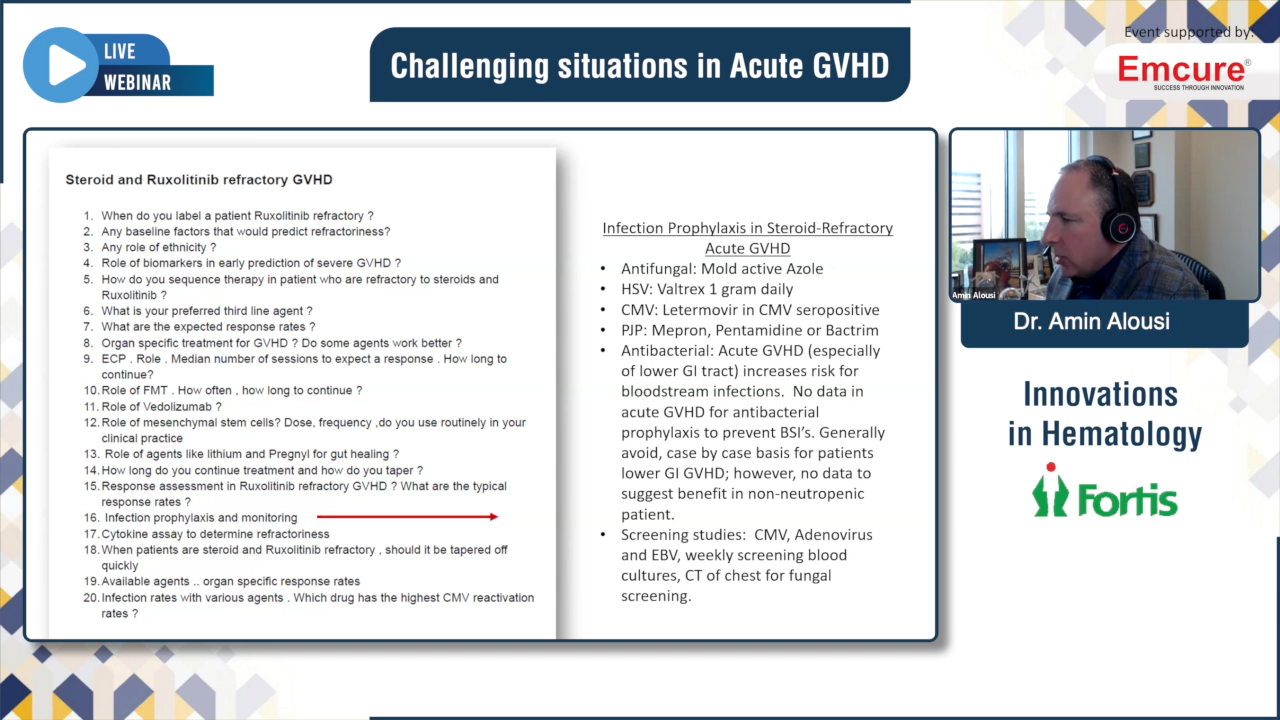 LIVE
WEBINAR
Challenging situations in Acute GVHD
Event supported by:
Emcure®
SUCCESS THROUGH INNOVATION
Steroid and Ruxolitinib refractory GVHD
1. When do you label a patient Ruxolitinib refractory ?
2. Any baseline factors that would predict refractoriness?
3. Any role of ethnicity ?
4. Role of biomarkers in early prediction of severe GVHD ?
5. How do you sequence therapy in patient who are refractory to steroids and
Ruxolitinib ?
6. What is your preferred third line agent ?
7. What are the expected response rates ?
8. Organ specific treatment for GVHD ? Do some agents work better ?
9. ECP . Role . Median number of sessions to expect a response . How long to
continue?
10. Role of FMT . How often , how long to continue ?
11. Role of Vedolizumab ?
12. Role of mesenchymal stem cells? Dose, frequency ,do you use routinely in your
clinical practice
13. Role of agents like lithium and Pregnyl for gut healing ?
14. How long do you continue treatment and how do you taper ?
15. Response assessment in Ruxolitinib refractory GVHD ? What are the typical
response rates ?
16. Infection prophylaxis and monitoring
17. Cytokine assay to determine refractoriness
18. When patients are steroid and Ruxolitinib refractory , should it be tapered off
quickly
19. Available agents .. organ specific response rates
20. Infection rates with various agents . Which drug has the highest CMV reactivation
rates ?
Infection Prophylaxis in Steroid-Refractory
Acute GVHD
• Antifungal: Mold active Azole
• HSV: Valtrex 1 gram daily
• CMV: Letermovir in CMV seropositive
• PJP: Mepron, Pentamidine or Bactrim
• Antibacterial: Acute GVHD (especially
of lower GI tract) increases risk for
bloodstream infections. No data in
acute GVHD for antibacterial
prophylaxis to prevent BSI's. Generally
avoid, case by case basis for patients
lower GI GVHD; however, no data to
suggest benefit in non-neutropenic
patient.
• Screening studies: CMV, Adenovirus
and EBV, weekly screening blood
cultures, CT of chest for fungal
screening.
Amin Alousi
Dr. Amin Alousi
Innovations
in Hematology
Fortis